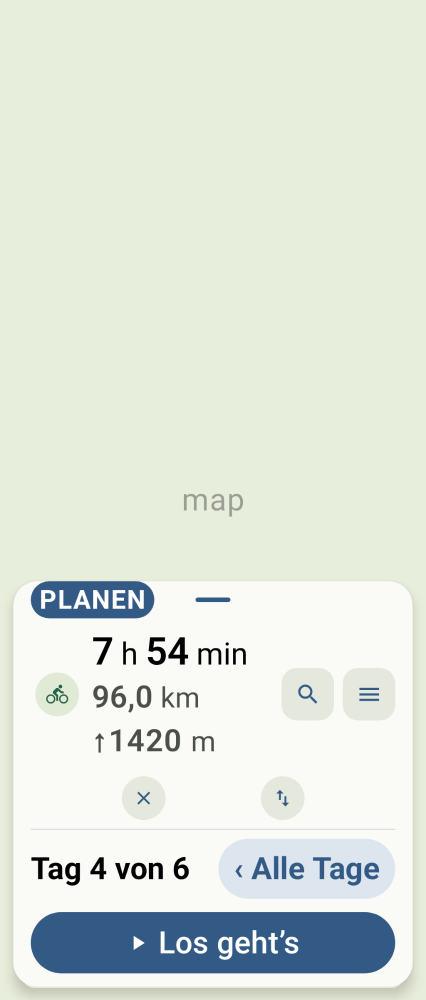 map
PLANEN
7 h 54 min
96,0 km
↑1420 m
Tag 4 von 6
‹ Alle Tage
Los geht’s